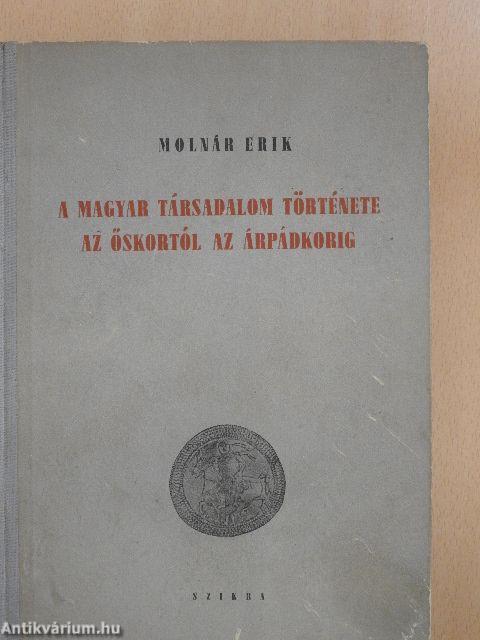 MOLNÁR ERIK
A MAGYAR TÁRSADALOM TÖRTÉNETE
AZ ŐSKORTÓL AZ ÁRPÁDKORIG
SZIKRA
Antikvárium.hu